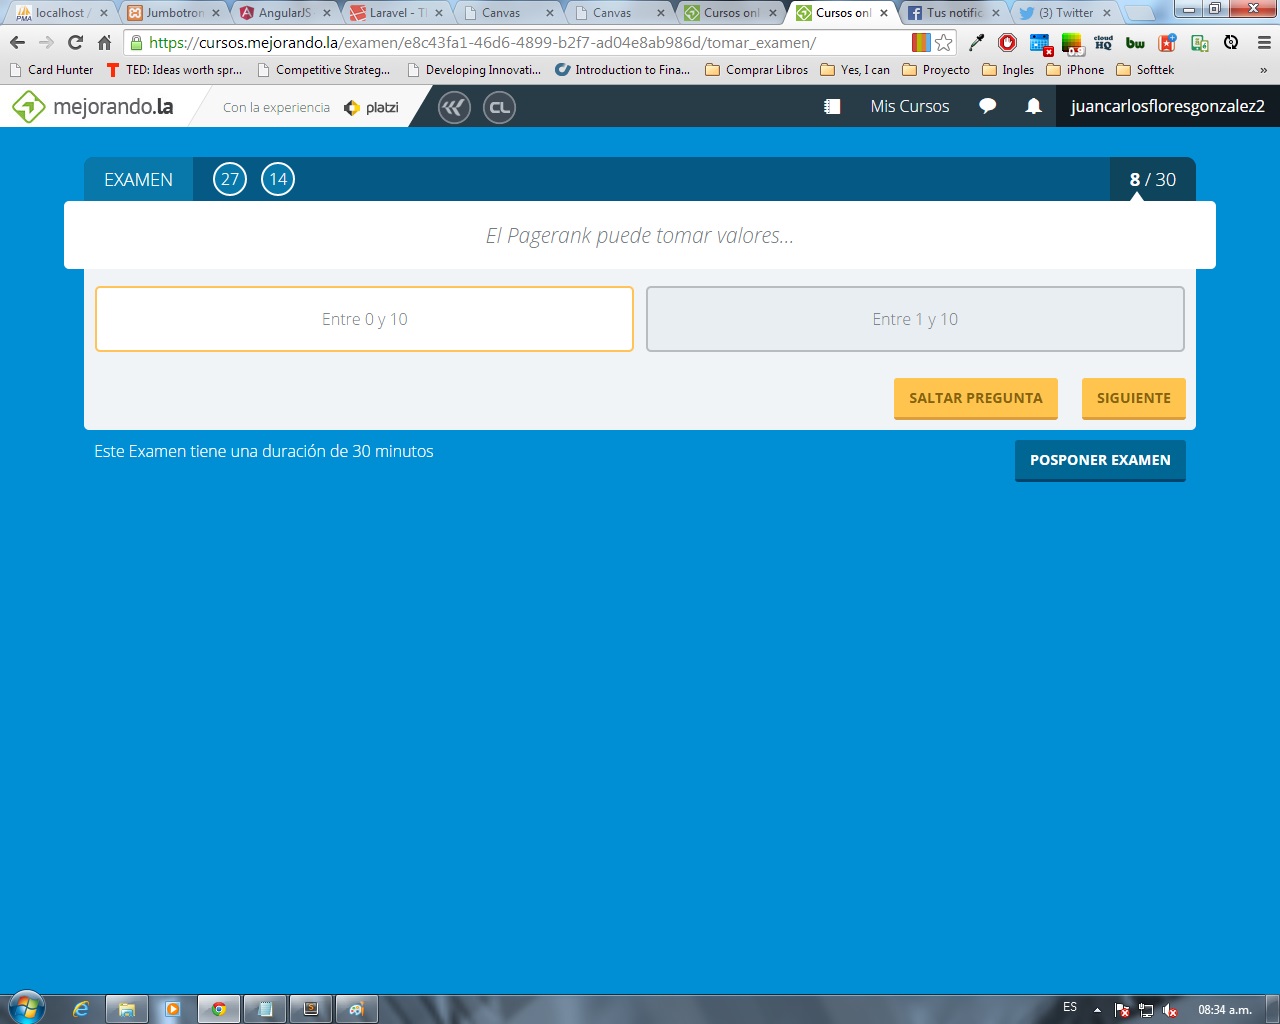 localhost /
Jumbotron
AngularJS
Laravel - Th
Canvas
Canvas
Cursos onl
Cursos onl
Tus notific
(3) Twitter
https://cursos.mejorando.la/examen/e8c43fa1-46d6-4899-b2f7-ad04e8ab986d/tomar_examen/
Card Hunter
TED: Ideas worth spr...
Competitive Strateg...
Developing Innovati...
Introduction to Fina...
Comprar Libros
Yes, I can
Proyecto
Ingles
iPhone
Softtek
»
mejorando.la
Con la experiencia
platzi
CL
Mis Cursos
juancarlosfloresgonzalez2
EXAMEN
27
14
8 / 30
El Pagerank puede tomar valores...
Entre 0 y 10
Entre 1 y 10
SALTAR PREGUNTA
SIGUIENTE
Este Examen tiene una duración de 30 minutos
POSPONER EXAMEN
ES
08:34 a.m.